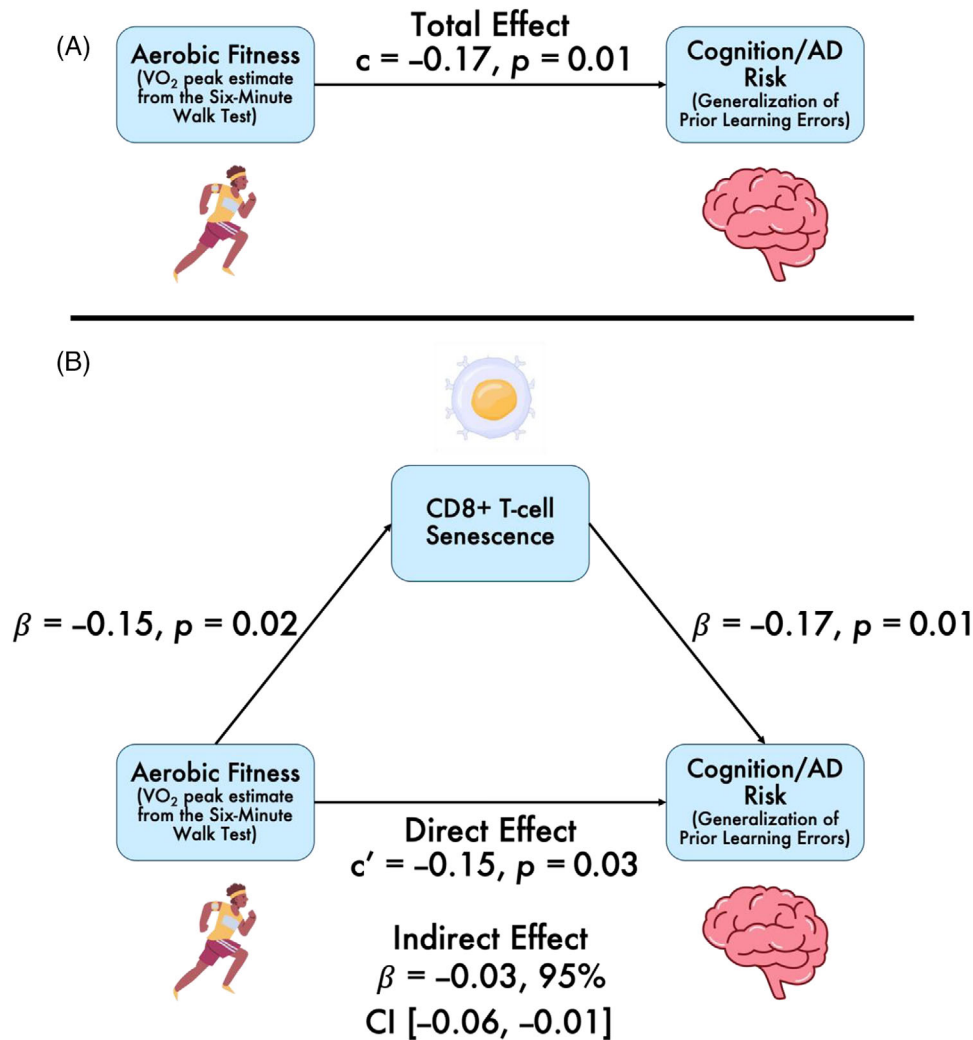 (A)
Aerobic Fitness
(VO₂ peak estimate
from the Six-Minute
Walk Test)
Total Effect
c = –0.17, p = 0.01
Cognition/AD
Risk
(Generalization of
Prior Learning Errors)
(B)
CD8+ T-cell
Senescence
β = –0.15, p = 0.02
β = –0.17, p = 0.01
Aerobic Fitness
(VO₂ peak estimate
from the Six-Minute
Walk Test)
Direct Effect
c′ = –0.15, p = 0.03
Cognition/AD
Risk
(Generalization of
Prior Learning Errors)
Indirect Effect
β = –0.03, 95%
CI [–0.06, –0.01]